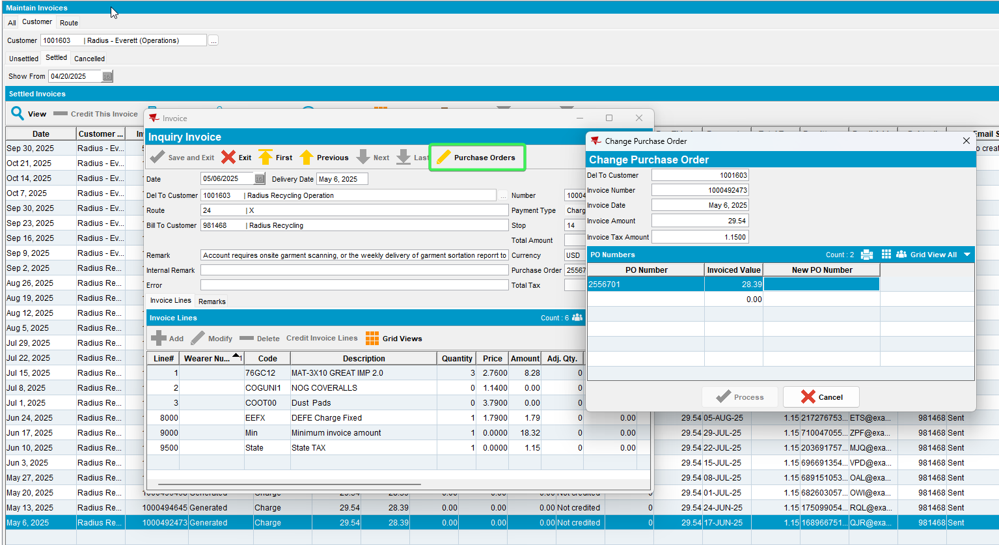 Maintain Invoices
All Customer Route
Customer 1001603 | Radius - Everett (Operations) ...
Unsettled Settled Cancelled
Show From 04/20/2025 16
Settled Invoices
View Credit This Invoice
Date Customer ...
Sep 30, 2025 Radius - Ev...
Oct 21, 2025 Radius - Ev...
Oct 14, 2025 Radius - Ev...
Oct 7, 2025 Radius - Ev...
Sep 30, 2025 Radius - Ev...
Sep 23, 2025 Radius - Ev...
Sep 16, 2025 Radius - Ev...
Sep 9, 2025 Radius - Ev...
Sep 2, 2025 Radius Re...
Aug 26, 2025 Radius Re...
Aug 19, 2025 Radius Re...
Aug 12, 2025 Radius Re...
Aug 5, 2025 Radius Re...
Jul 29, 2025 Radius Re...
Jul 22, 2025 Radius Re...
Jul 15, 2025 Radius Re...
Jul 8, 2025 Radius Re...
Jul 1, 2025 Radius Re...
Jun 24, 2025 Radius Re...
Jun 17, 2025 Radius Re...
Jun 10, 2025 Radius Re...
Jun 3, 2025 Radius Re...
May 27, 2025 Radius Re...
May 20, 2025 Radius Re...
May 13, 2025 Radius Re... 1000494645 Generated Charge 29.54 28.39 0.00 0.00 0.00 Not credited 0 29.54 24-JUN-25 1.15 175099054... RQL@exa... 981468 Sent
May 6, 2025 Radius Re... 1000492473 Generated Charge 29.54 28.39 0.00 0.00 0.00 Not credited 0 29.54 17-JUN-25 1.15 168966751... QJR@exa... 981468 Sent
Invoice
Inquiry Invoice
Save and Exit Exit First Previous Next Last Purchase Orders
Date 05/06/2025 16 Delivery Date May 6, 2025
Del To Customer 1001603 | Radius Recycling Operation ... Number 10004
Route 24 | X Payment Type Charg
Bill To Customer 981468 | Radius Recycling Stop 14
Total Amount
Remark Account requires onsite garment scanning, or the weekly delivery of garment sortation reporrt to Currency USD
Internal Remark Purchase Order 25567
Error Total Tax
Invoice Lines Remarks
Invoice Lines Count : 6
Add Modify Delete Credit Invoice Lines Grid Views
Line# Wearer Nu... 1 Code Description Quantity Price Amount Adj. Qty.
1 76GC12 MAT-3X10 GREAT IMP 2.0 3 2.7600 8.28 0
2 COGUNI1 NOG COVERALLS 0 1.1400 0.00 0
3 COOT00 Dust Pads 0 3.7900 0.00 0
8000 EEFX DEFE Charge Fixed 1 1.7900 1.79 0 0.00
9000 Min Minimum invoice amount 1 0.0000 18.32 0 0.00
9500 State State TAX 1 0.0000 1.15 0 0.00
Change Purchase Order
Change Purchase Order
Del To Customer 1001603
Invoice Number 1000492473
Invoice Date May 6, 2025
Invoice Amount 29.54
Invoice Tax Amount 1.1500
PO Numbers Count : 2 Grid View All
PO Number Invoiced Value New PO Number
2556701 28.39
0.00
Process Cancel
Email S
o creat
29.54 05-AUG-25 1.15 217276753... ETS@exa... 981468 Sent
29.54 29-JUL-25 1.15 710047055... ZPF@exa... 981468 Sent
29.54 22-JUL-25 1.15 203691757... MJQ@exa... 981468 Sent
29.54 15-JUL-25 1.15 696691354... VPD@exa... 981468 Sent
29.54 08-JUL-25 1.15 689151053... OAL@exa... 981468 Sent
29.54 01-JUL-25 1.15 682603057... OWI@exa... 981468 Sent